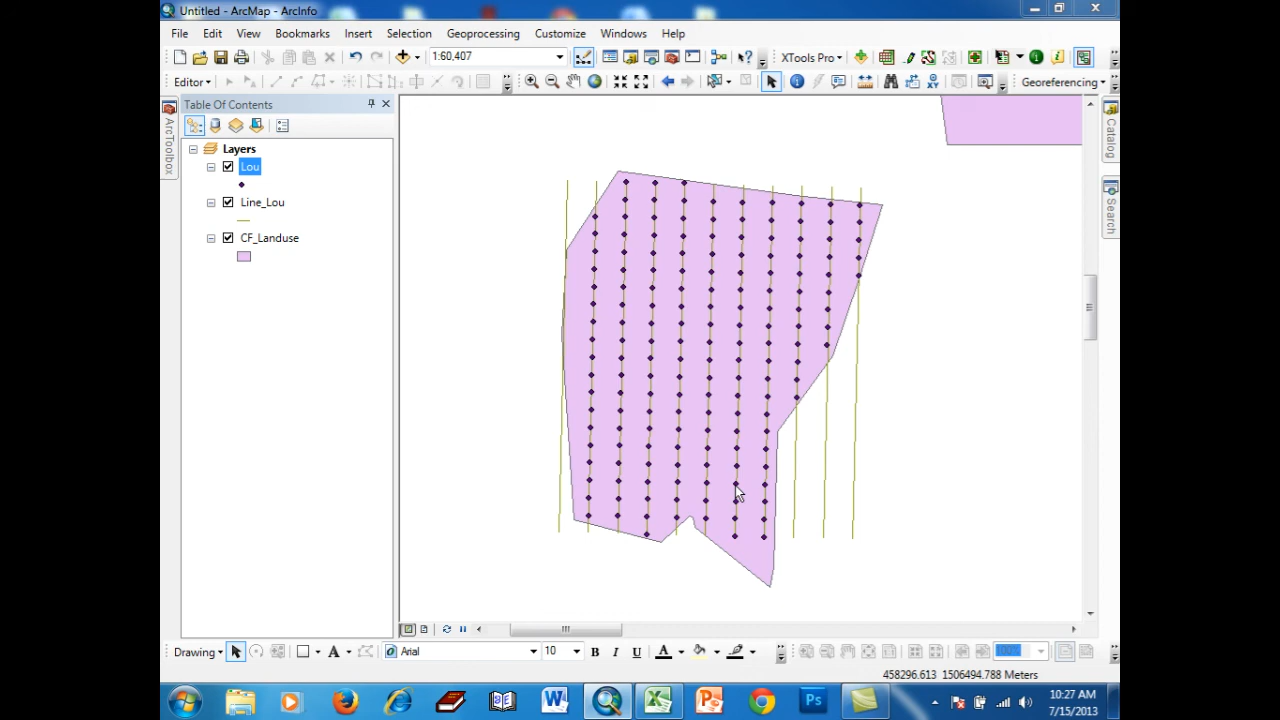 Untitled - ArcMap - ArcInfo
File Edit View Bookmarks Insert Selection Geoprocessing Customize Windows Help
1:60,407 XTools Pro
Editor Georeferencing
Table Of Contents
ArcToolbox
Layers
Lou
Line_Lou
CF_Landuse
Catalog
Search
Drawing A Arial 10 B I U A 100%
458296.613 1506494.788 Meters
10:27 AM
7/15/2013